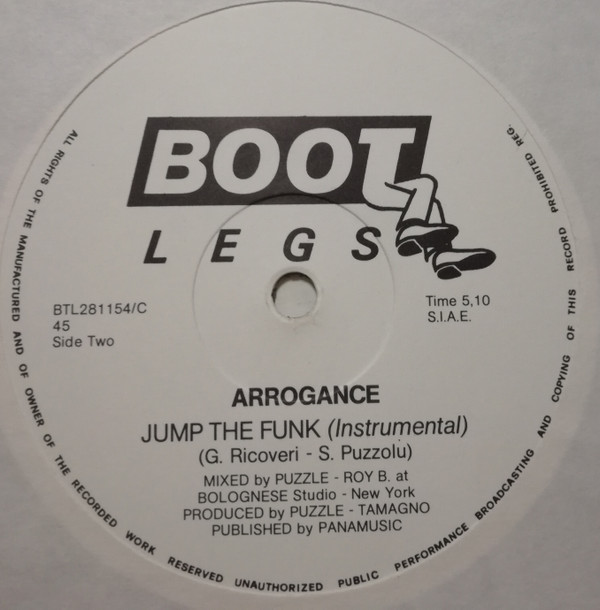 BOOT
LEGS
BTL281154/C
45
Side Two
Time 5,10
S.I.A.E.
ARROGANCE
JUMP THE FUNK (Instrumental)
(G. Ricoveri - S. Puzzolu)
MIXED by PUZZLE - ROY B. at
BOLOGNESE Studio - New York
PRODUCED by PUZZLE - TAMAGNO
PUBLISHED by PANAMUSIC
ALL RIGHTS OF THE MANUFACTURED AND OF OWNER OF THE RECORDED WORK RESERVED UNAUTHORIZED PUBLIC PERFORMANCE BROADCASTING AND COPYING OF THIS RECORD PROHIBITED REG.